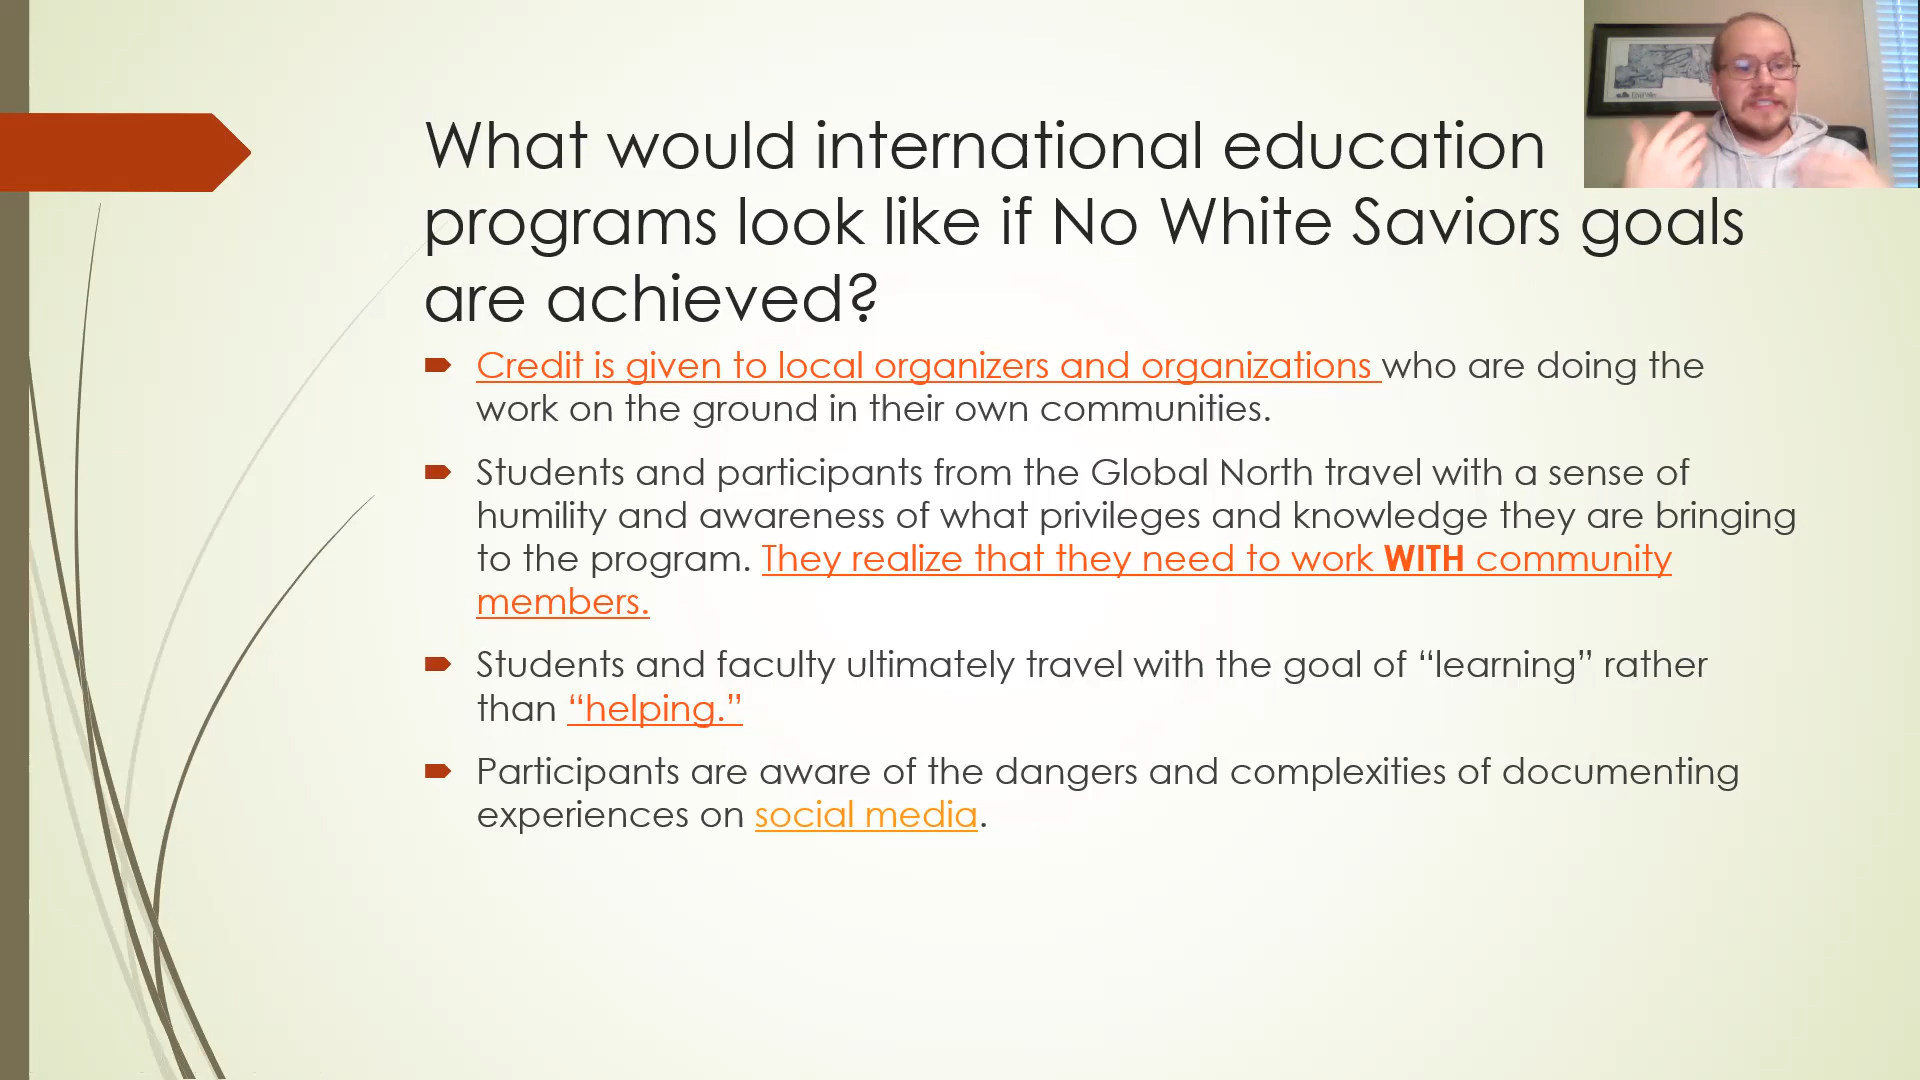 What would international education
programs look like if No White Saviors goals
are achieved?
Credit is given to local organizers and organizations who are doing the
work on the ground in their own communities.
Students and participants from the Global North travel with a sense of
humility and awareness of what privileges and knowledge they are bringing
to the program. They realize that they need to work WITH community
members.
Students and faculty ultimately travel with the goal of “learning” rather
than “helping.”
Participants are aware of the dangers and complexities of documenting
experiences on social media.